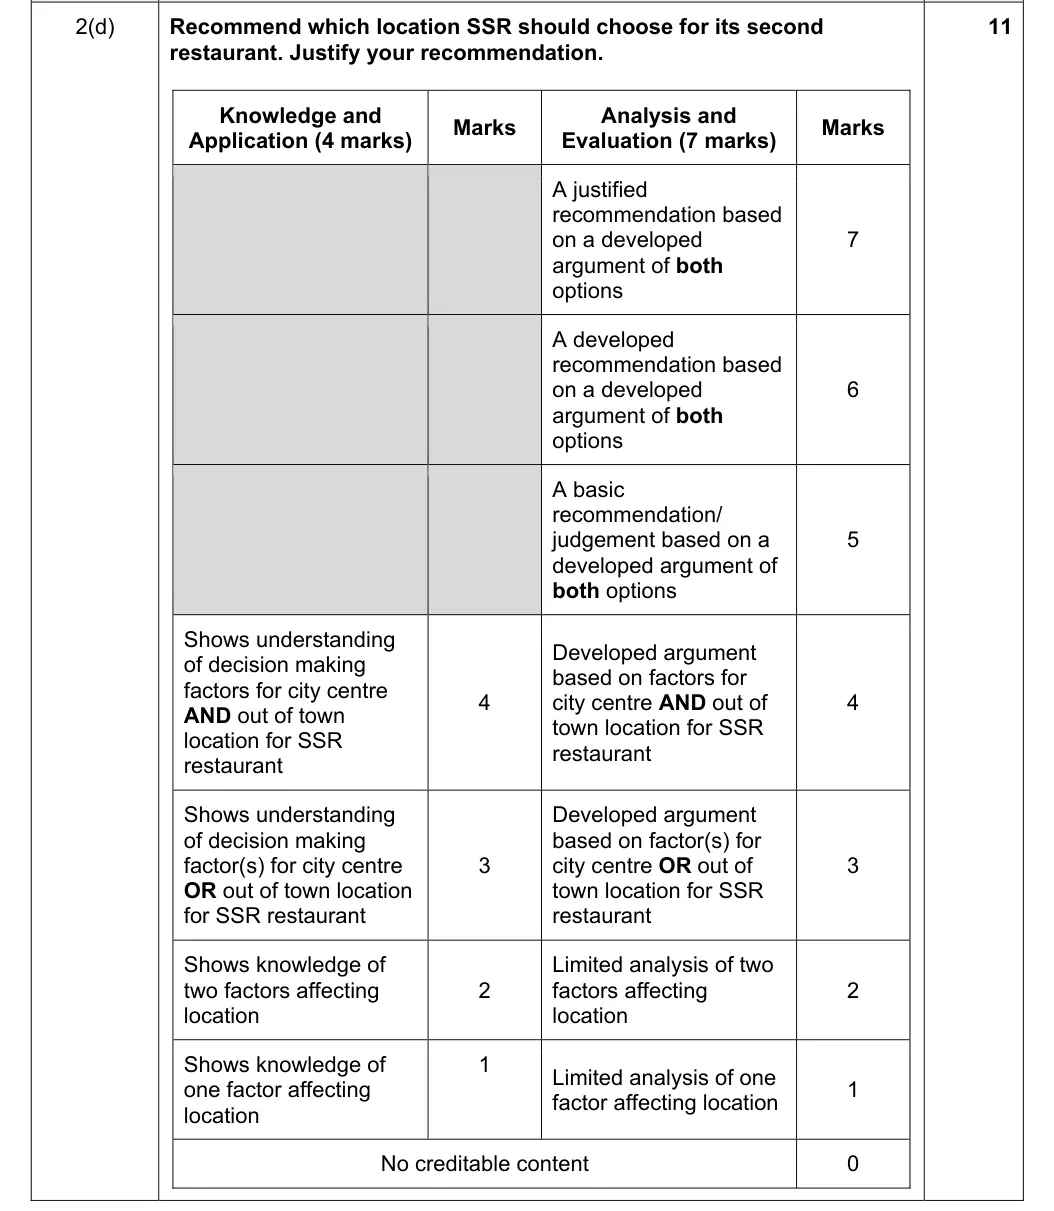 2(d)
Recommend which location SSR should choose for its second
restaurant. Justify your recommendation.
11
Knowledge and
Application (4 marks)
Marks
Analysis and
Evaluation (7 marks)
Marks
A justified
recommendation based
on a developed
argument of both
options
7
A developed
recommendation based
on a developed
argument of both
options
6
A basic
recommendation/
judgement based on a
developed argument of
both options
5
Shows understanding
of decision making
factors for city centre
AND out of town
location for SSR
restaurant
4
Developed argument
based on factors for
city centre AND out of
town location for SSR
restaurant
4
Shows understanding
of decision making
factor(s) for city centre
OR out of town location
for SSR restaurant
3
Developed argument
based on factor(s) for
city centre OR out of
town location for SSR
restaurant
3
Shows knowledge of
two factors affecting
location
2
Limited analysis of two
factors affecting
location
2
Shows knowledge of
one factor affecting
location
1
Limited analysis of one
factor affecting location
1
No creditable content
0